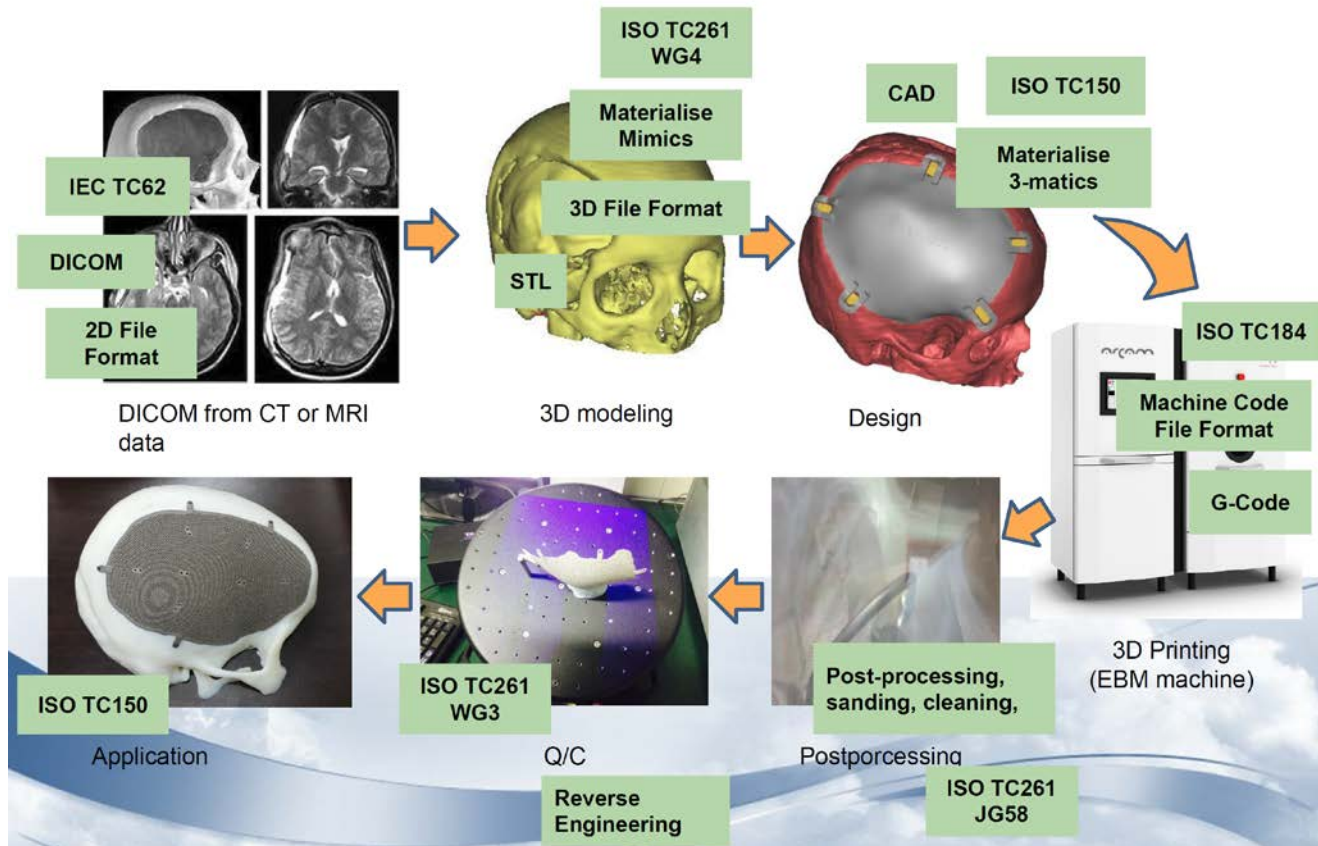 ISO TC261
WG4
CAD
ISO TC150
Materialise
Mimics
Materialise
3-matics
IEC TC62
3D File Format
DICOM
STL
2D File
Format
DICOM from CT or MRI
data
3D modeling
Design
arcam
ISO TC184
Machine Code
File Format
G-Code
3D Printing
(EBM machine)
Post-processing,
sanding, cleaning,
Postporcessing
ISO TC261
JG58
ISO TC261
WG3
Q/C
Reverse
Engineering
ISO TC150
Application